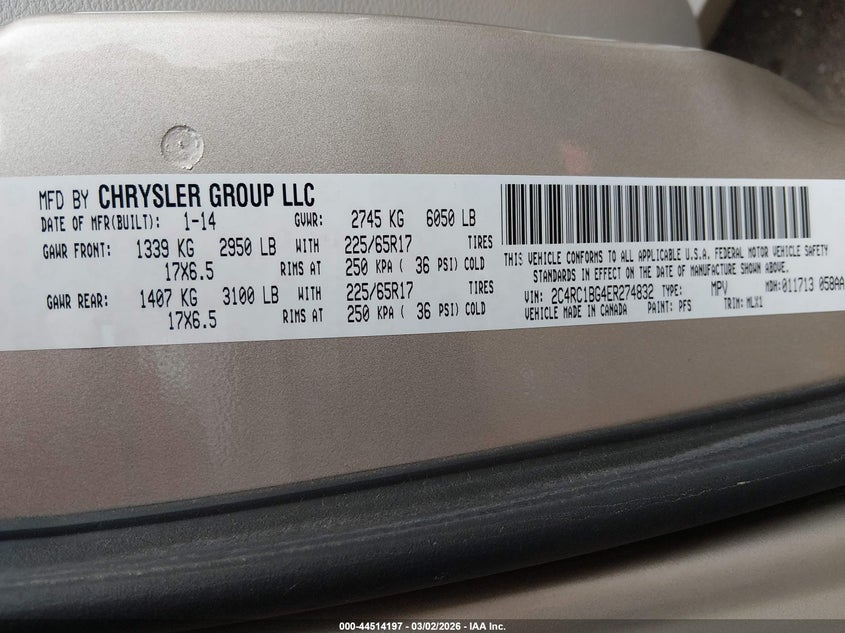 MFD BY CHRYSLER GROUP LLC
DATE OF MFR(BUILT): 1-14 GVWR: 2745 KG 6050 LB
GAWR FRONT: 1339 KG 2950 LB WITH 225/65R17 TIRES
17X6.5 RIMS AT 250 KPA ( 36 PSI) COLD
GAWR REAR: 1407 KG 3100 LB WITH 225/65R17 TIRES
17X6.5 RIMS AT 250 KPA ( 36 PSI) COLD
THIS VEHICLE CONFORMS TO ALL APPLICABLE U.S.A. FEDERAL MOTOR VEHICLE SAFETY
STANDARDS IN EFFECT ON THE DATE OF MANUFACTURE SHOWN ABOVE.
VIN: 2C4RC1BG4ER274832 TYPE: MPV MDH:011713 058AA
VEHICLE MADE IN CANADA PAINT: PFS TRIM: MLX1
000-44514197 - 03/02/2026 - IAA Inc.